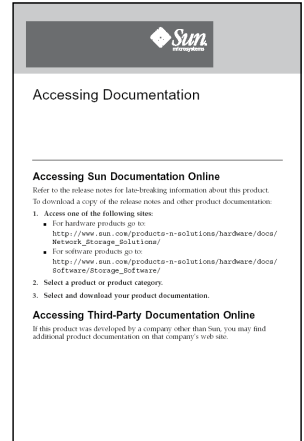 Sun
microsystems
Accessing Documentation
Accessing Sun Documentation Online
Refer to the release notes for late-breaking information about this product.
To download a copy of the release notes and other product documentation:
1. Access one of the following sites:
■ For hardware products go to:
http://www.sun.com/products-n-solutions/hardware/docs/
Network_Storage_Solutions/
■ For software products go to:
http://www.sun.com/products-n-solutions/hardware/docs/
Software/Storage_Software/
2. Select a product or product category.
3. Select and download your product documentation.
Accessing Third-Party Documentation Online
If this product was developed by a company other than Sun, you may find
additional product documentation on that company's web site.